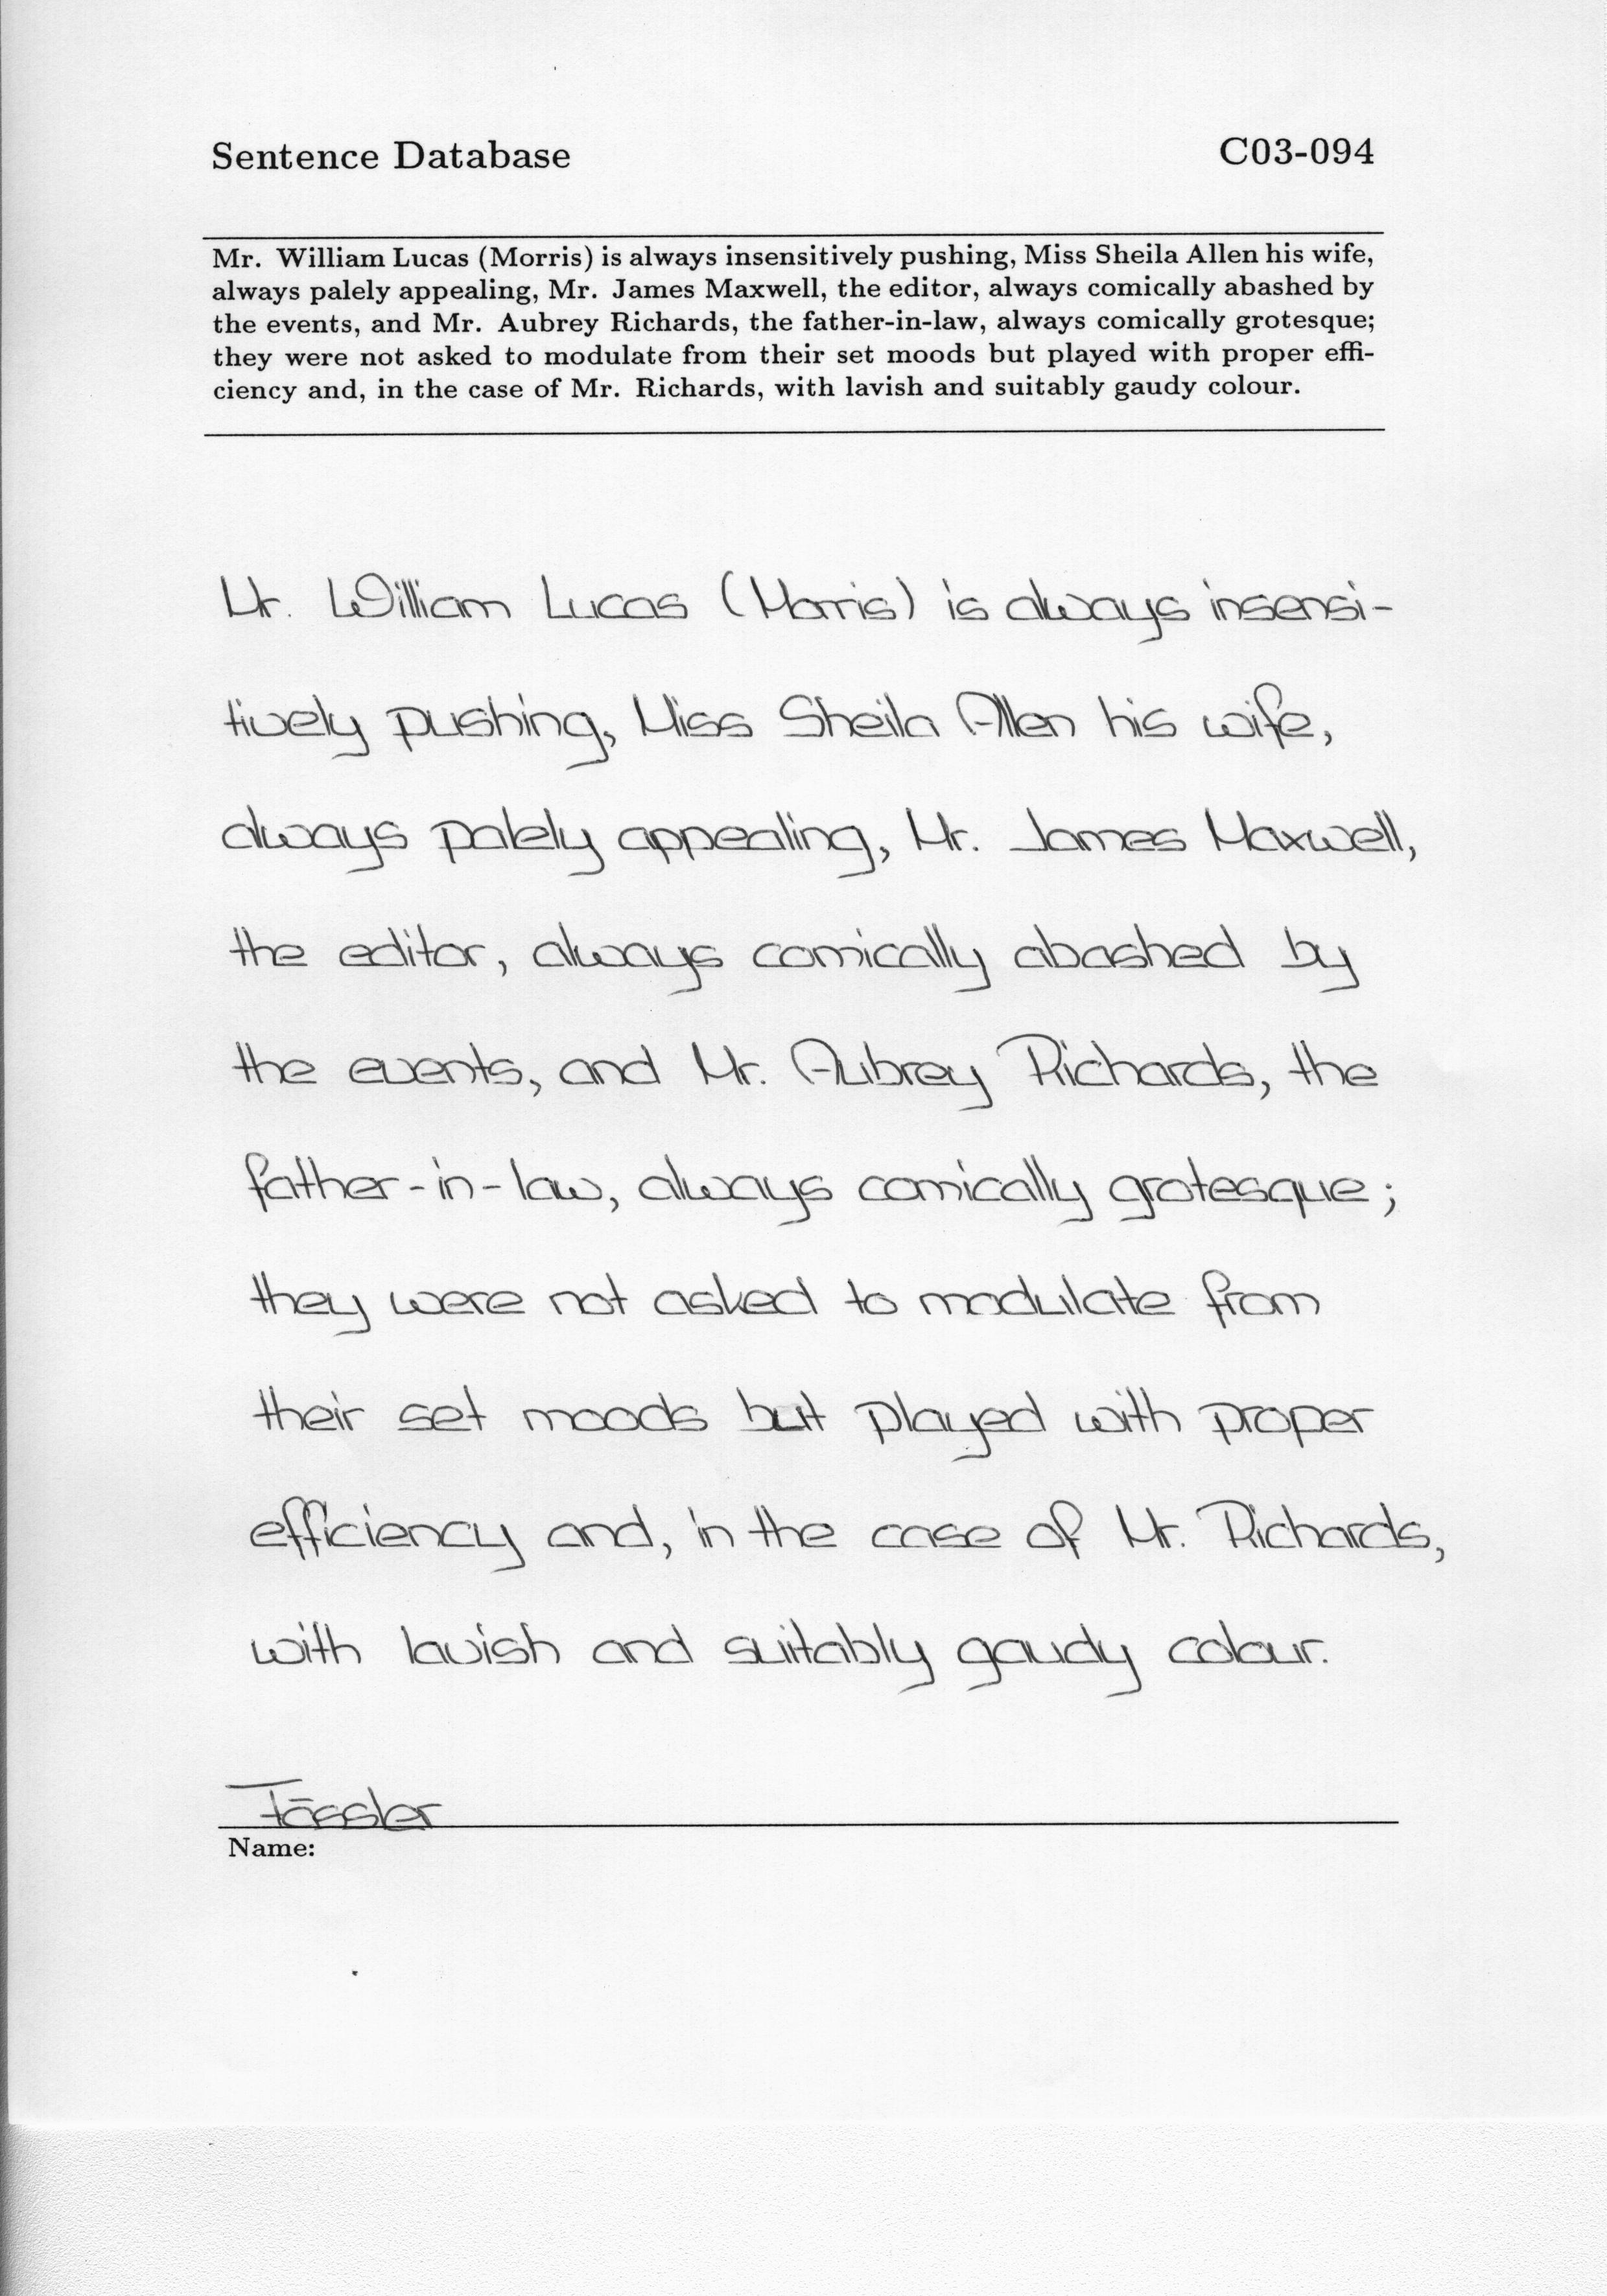 Sentence Database C03-094
Mr. William Lucas (Morris) is always insensitively pushing, Miss Sheila Allen his wife,
always palely appealing, Mr. James Maxwell, the editor, always comically abashed by
the events, and Mr. Aubrey Richards, the father-in-law, always comically grotesque;
they were not asked to modulate from their set moods but played with proper effi-
ciency and, in the case of Mr. Richards, with lavish and suitably gaudy colour.
Mr. William Lucas (Morris) is always insensi-
tively pushing, Miss Sheila Allen his wife,
always palely appealing, Mr. James Maxwell,
the editor, always comically abashed by
the events, and Mr. Aubrey Richards, the
father-in-law, always comically grotesque;
they were not asked to modulate from
their set moods but played with proper
efficiency and, in the case of Mr. Richards,
with lavish and suitably gaudy colour.
Fässler
Name: